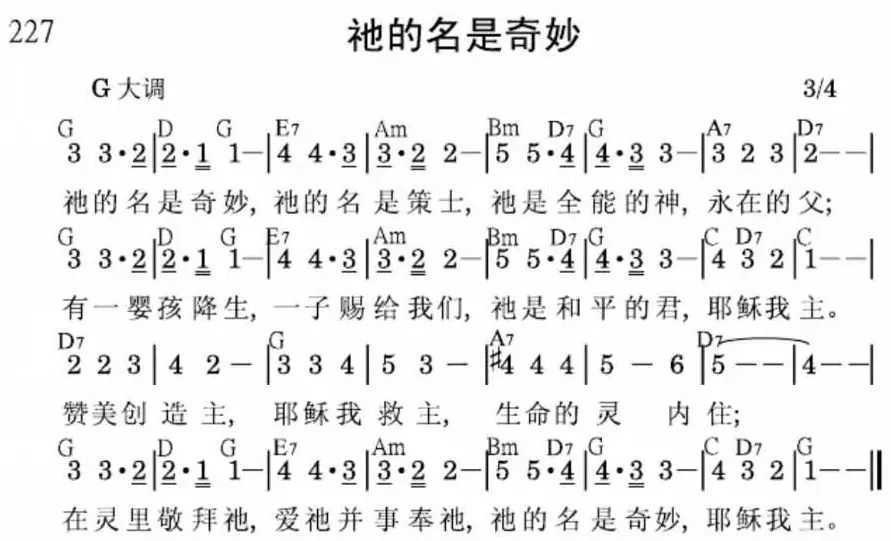 227
祂的名是奇妙
G 大调 3/4
G D G E7 Am Bm D7 G A7 D7
3 3·2|2·1 1—|4 4·3|3·2 2—|5 5·4|4·3 3—|3 2 3|2——|
祂的名是奇妙, 祂的名是策士, 祂是全能的神, 永在的父;
G D G E7 Am Bm D7 G C D7 C
3 3·2|2·1 1—|4 4·3|3·2 2—|5 5·4|4·3 3—|4 3 2|1——|
有一婴孩降生, 一子赐给我们, 祂是和平的君, 耶稣我主。
D7 G A7 D7
2 2 3|4 2 —|3 3 4|5 3 —|♯4 4 4|5 — 6|5——|4——|
赞美创造主, 耶稣我救主, 生命的灵 内住;
G D G E7 Am Bm D7 G C D7 G
3 3·2|2·1 1—|4 4·3|3·2 2—|5 5·4|4·3 3—|4 3 2|1——‖
在灵里敬拜祂, 爱祂并事奉祂, 祂的名是奇妙, 耶稣我主。